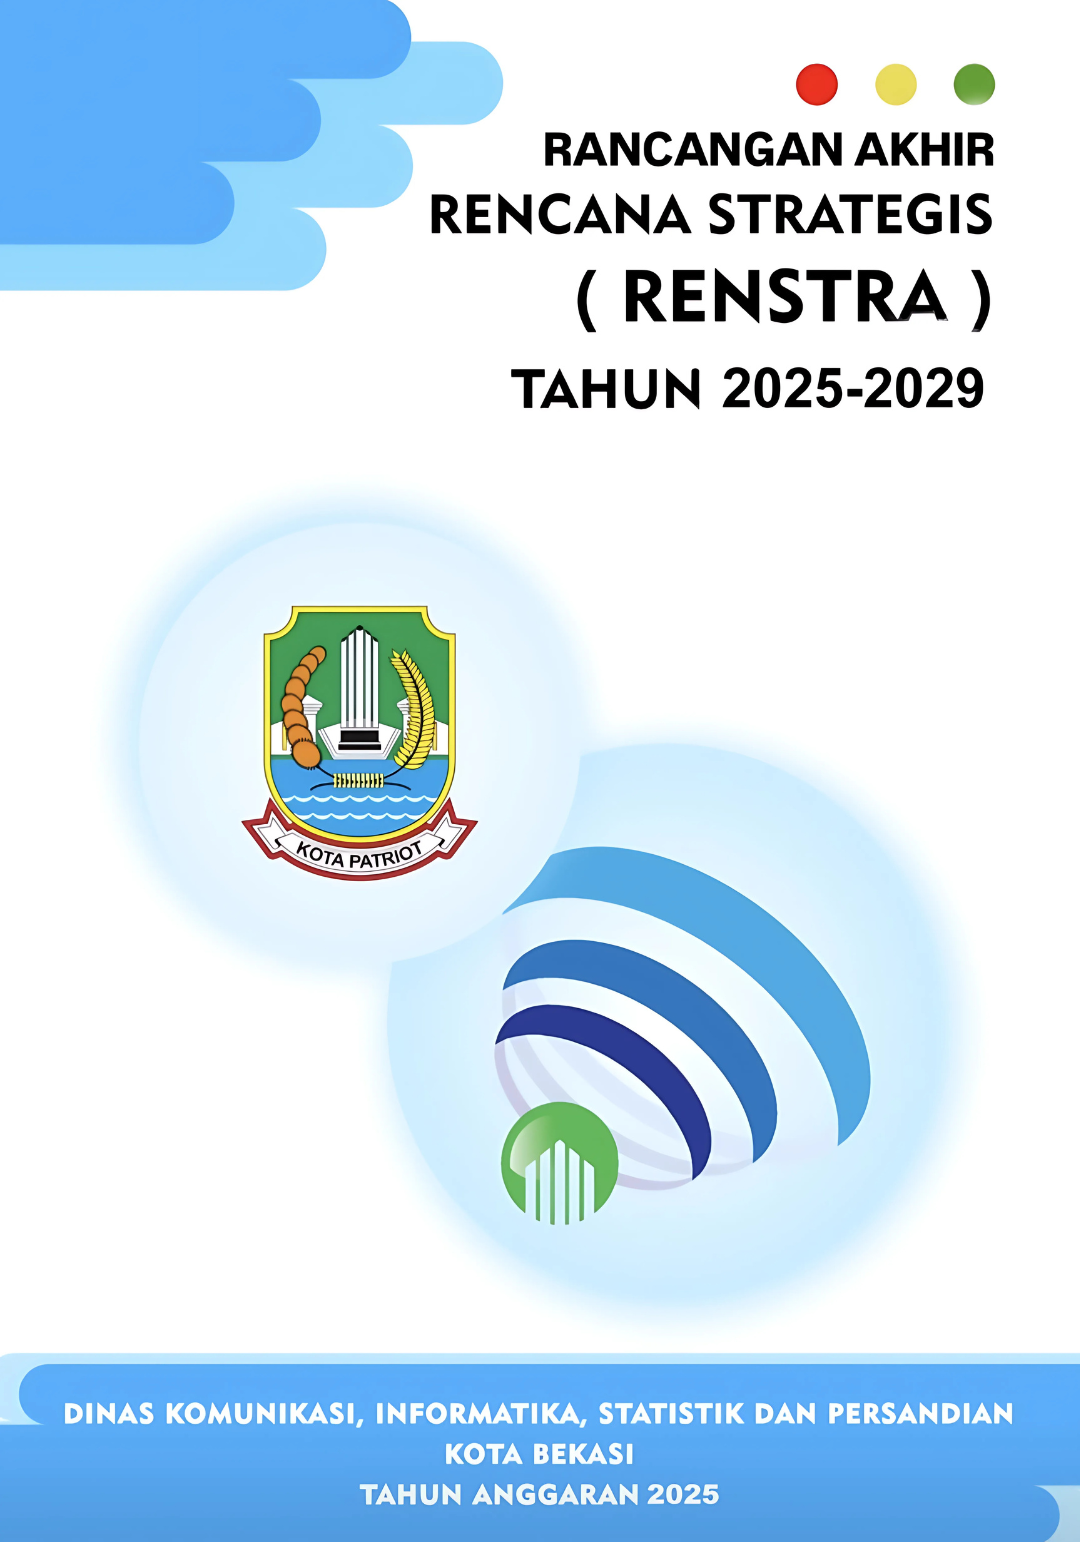 RANCANGAN AKHIR
RENCANA STRATEGIS
( RENSTRA )
TAHUN 2025-2029
KOTA PATRIOT
DINAS KOMUNIKASI, INFORMATIKA, STATISTIK DAN PERSANDIAN
KOTA BEKASI
TAHUN ANGGARAN 2025